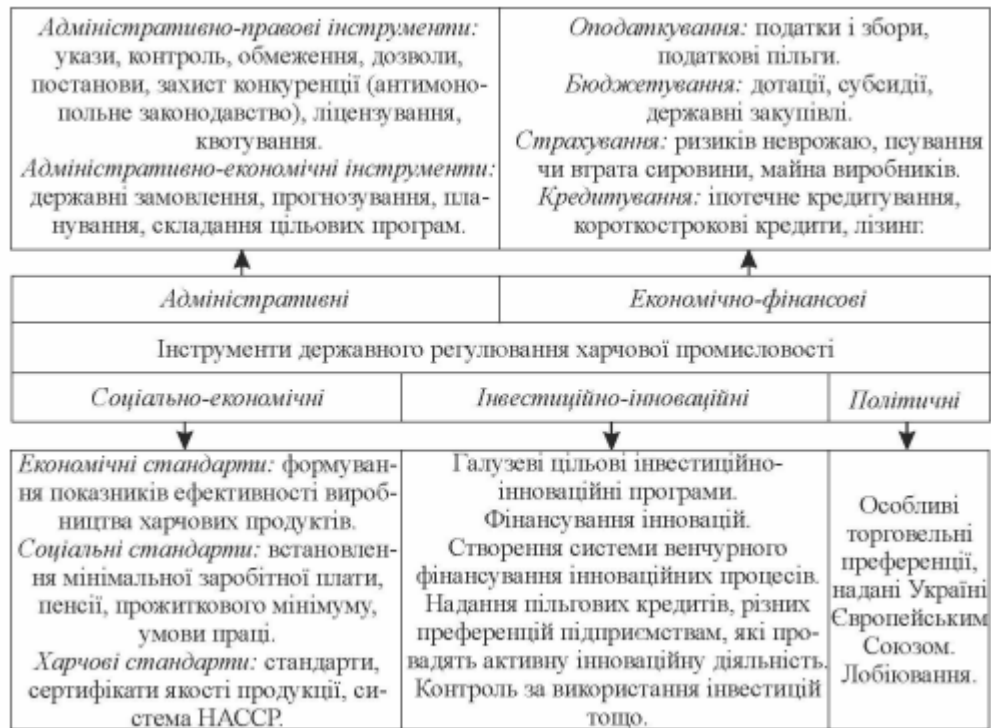 Адміністративно-правові інструменти:
укази, контроль, обмеження, дозволи,
постанови, захист конкуренції (антимоно-
польне законодавство), ліцензування,
квотування.
Адміністративно-економічні інструменти:
державні замовлення, прогнозування, пла-
нування, складання цільових програм.
Оподаткування: податки і збори,
податкові пільги.
Бюджетування: дотації, субсидії,
державні закупівлі.
Страхування: ризиків неврожаю, псування
чи втрата сировини, майна виробників.
Кредитування: іпотечне кредитування,
короткострокові кредити, лізинг.
Адміністративні
Економічно-фінансові
Інструменти державного регулювання харчової промисловості
Соціально-економічні
Інвестиційно-інноваційні
Політичні
Економічні стандарти: формуван-
ня показників ефективності вироб-
ництва харчових продуктів.
Соціальні стандарти: встановлен-
ня мінімальної заробітної плати,
пенсії, прожиткового мінімуму,
умови праці.
Харчові стандарти: стандарти,
сертифікати якості продукції, си-
стема НАССР.
Галузеві цільові інвестиційно-
інноваційні програми.
Фінансування інновацій.
Створення системи венчурного
фінансування інноваційних процесів.
Надання пільгових кредитів, різних
преференцій підприємствам, які про-
вадять активну інноваційну діяльність.
Контроль за використання інвестицій
тощо.
Особливі
торговельні
преференції,
надані Україні
Європейським
Союзом.
Лобіювання.